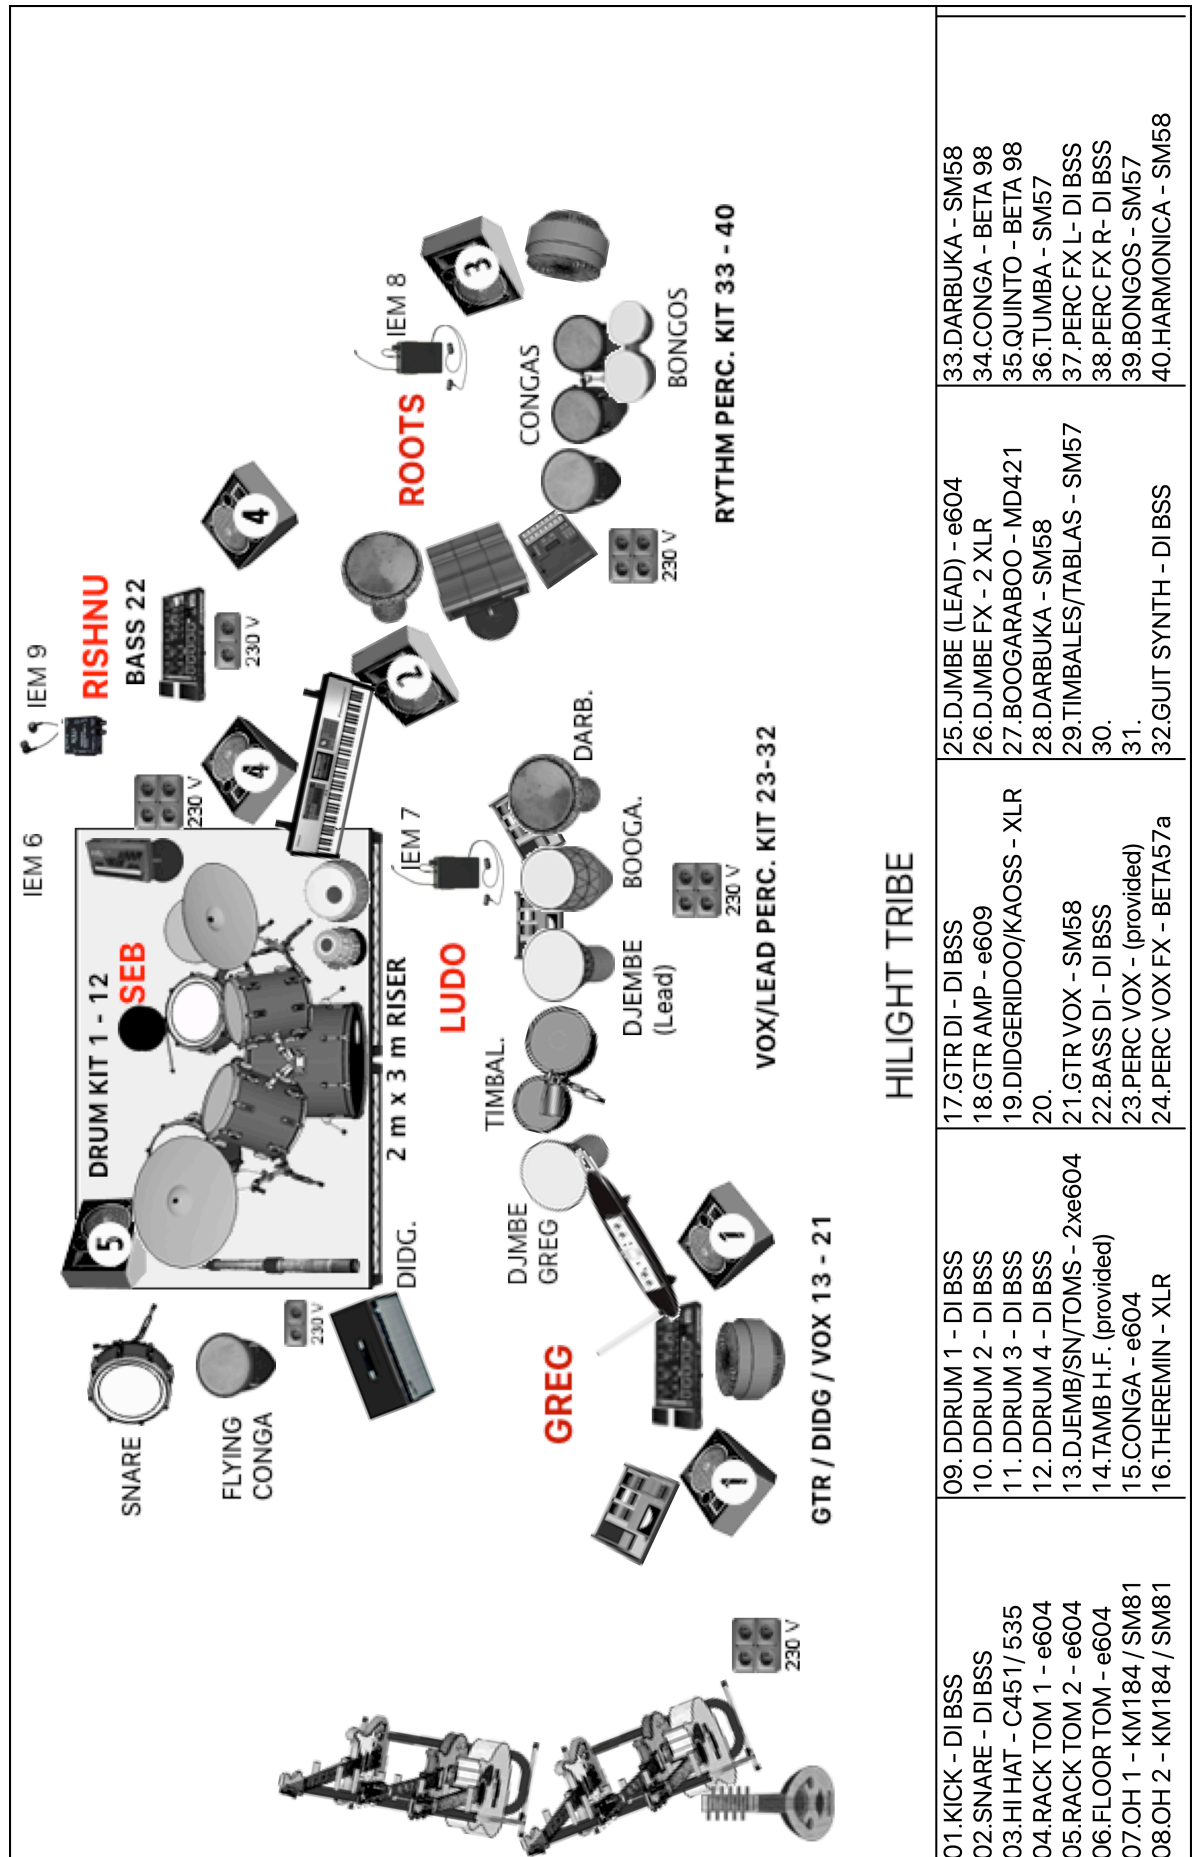 IEM 6
IEM 9
RISHNU
BASS 22
230 V
4
4
230 V
5
DRUM KIT 1 - 12
SEB
2 m x 3 m RISER
SNARE
FLYING
CONGA
230 V
DIDG.
ROOTS
IEM 8
3
2
CONGAS
BONGOS
230 V
RYTHM PERC. KIT 33 - 40
LUDO
IEM 7
DJMBE
GREG
TIMBAL.
DJEMBE
(Lead)
BOOGA.
DARB.
230 V
VOX/LEAD PERC. KIT 23-32
GREG
1
1
GTR / DIDG / VOX 13 - 21
230 V
HILIGHT TRIBE
01.KICK - DI BSS
02.SNARE - DI BSS
03.HI HAT - C451/ 535
04.RACK TOM 1 - e604
05.RACK TOM 2 - e604
06.FLOOR TOM - e604
07.OH 1 - KM184 / SM81
08.OH 2 - KM184 / SM81
09. DDRUM 1 - DI BSS
10. DDRUM 2 - DI BSS
11. DDRUM 3 - DI BSS
12. DDRUM 4 - DI BSS
13.DJEMB/SN/TOMS - 2xe604
14.TAMB H.F. (provided)
15.CONGA - e604
16.THEREMIN - XLR
17.GTR DI - DI BSS
18.GTR AMP - e609
19.DIDGERIDOO/KAOSS - XLR
20.
21.GTR VOX - SM58
22.BASS DI - DI BSS
23.PERC VOX - (provided)
24.PERC VOX FX - BETA57a
25.DJMBE (LEAD) - e604
26.DJMBE FX - 2 XLR
27.BOOGARABOO - MD421
28.DARBUKA - SM58
29.TIMBALES/TABLAS - SM57
30.
31.
32.GUIT SYNTH - DI BSS
33.DARBUKA - SM58
34.CONGA - BETA 98
35.QUINTO - BETA 98
36.TUMBA - SM57
37.PERC FX L- DI BSS
38.PERC FX R- DI BSS
39.BONGOS - SM57
40.HARMONICA - SM58